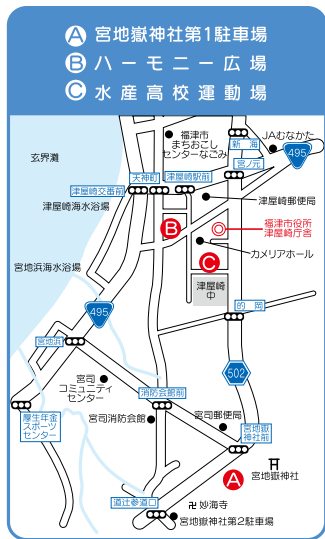 A 宮地嶽神社第1駐車場
B ハーモニー広場
C 水産高校運動場
福津市
まちおこし
センターなごみ
JAむなかた
新海
495
玄界灘
宮ノ元
天神町
津屋崎駅前
津屋崎交番前
津屋崎郵便局
津屋崎海水浴場
B
福津市役所
津屋崎庁舎
カメリアホール
宮地浜海水浴場
C
津屋崎
中
的岡
495
宮地浜
502
宮司
コミュニティ
センター
消防会館前
厚生年金
スポーツ
センター
宮司消防会館
宮司郵便局
宮地嶽
神社前
A
宮地嶽神社
道辻参道口
卍 妙海寺
宮地嶽神社第2駐車場